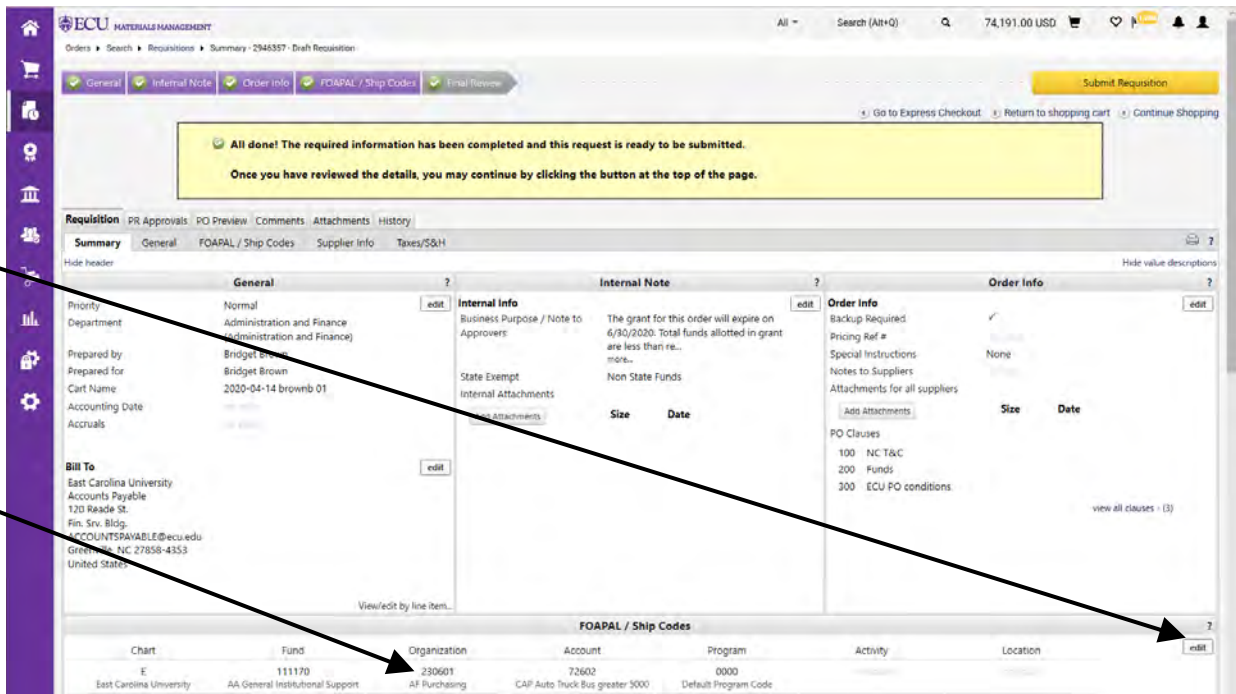 ECU MATERIALS MANAGEMENT
All Search (Alt+Q) 74,191.00 USD
Orders Search Requisitions Summary - 2946357 - Draft Requisition
General Internal Note Order Info FOAPAL / Ship Codes Final Review
Submit Requisition
Go to Express Checkout Return to shopping cart Continue Shopping
All done! The required information has been completed and this request is ready to be submitted.
Once you have reviewed the details, you may continue by clicking the button at the top of the page.
Requisition PR Approvals PO Preview Comments Attachments History
Summary General FOAPAL / Ship Codes Supplier Info Taxes/S&H ?
Hide header Hide value descriptions
General ?
Priority Normal edit
Department Administration and Finance
(Administration and Finance)
Prepared by Bridget Brown
Prepared for Bridget Brown
Cart Name 2020-04-14 brownb 01
Accounting Date
Accruals
Bill To edit
East Carolina University
Accounts Payable
120 Reade St.
Fin. Srv. Bldg.
ACCOUNTSPAYABLE@ecu.edu
Greenville, NC 27858-4353
United States
View/edit by line item...
Internal Note ?
Internal Info edit
Business Purpose / Note to Approvers
The grant for this order will expire on
6/30/2020. Total funds allotted in grant
are less than re...
more...
State Exempt Non State Funds
Internal Attachments
Add Attachments Size Date
Order Info ?
Order Info edit
Backup Required ✓
Pricing Ref #
Special Instructions None
Notes to Suppliers
Attachments for all suppliers
Add Attachments Size Date
PO Clauses
100 NC T&C
200 Funds
300 ECU PO conditions
view all clauses - (3)
FOAPAL / Ship Codes ?
Chart Fund Organization Account Program Activity Location edit
E 111170 230601 72602 0000
East Carolina University AA General Institutional Support AF Purchasing CAP Auto Truck Bus greater 5000 Default Program Code